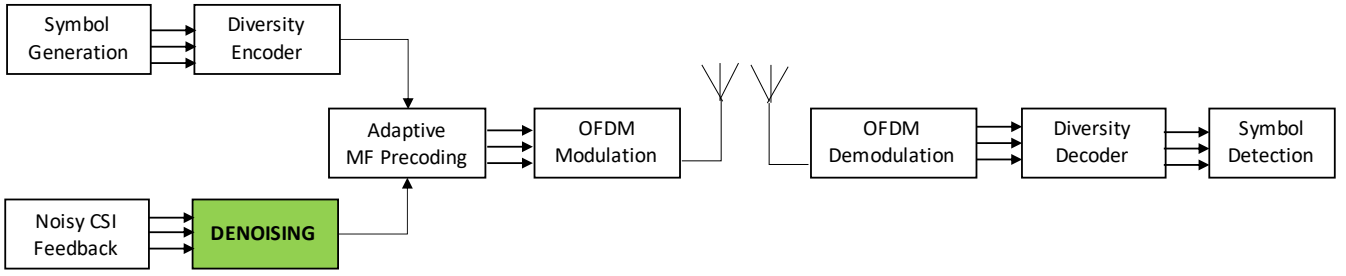 Symbol
Generation
Diversity
Encoder
Adaptive
MF Precoding
OFDM
Modulation
OFDM
Demodulation
Diversity
Decoder
Symbol
Detection
Noisy CSI
Feedback
DENOISING